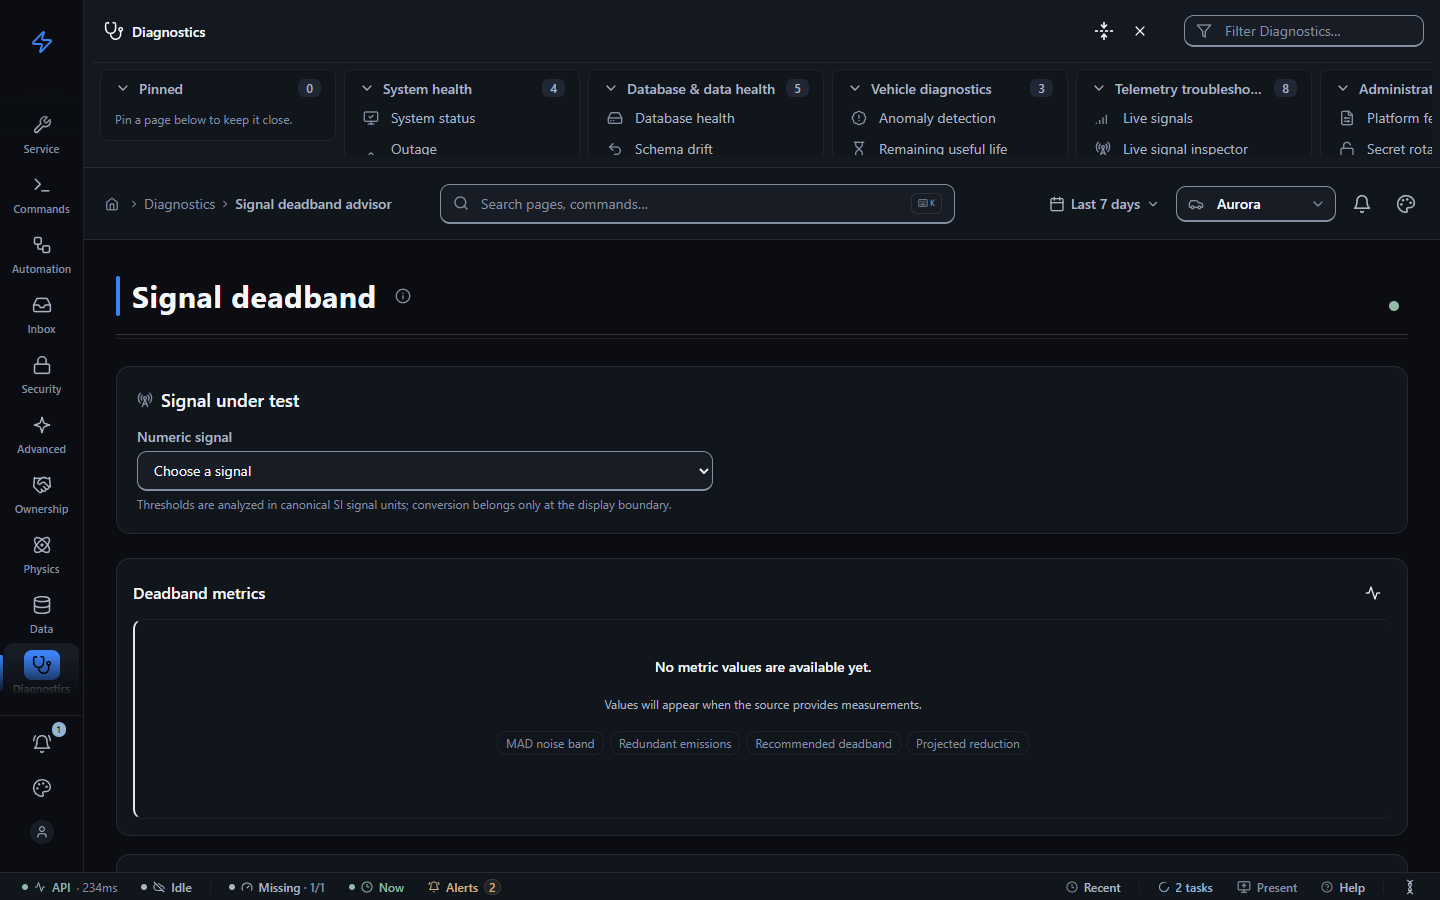 Diagnostics
Filter Diagnostics...
Pinned 0
Pin a page below to keep it close.
System health 4
System status
Outage
Database & data health 5
Database health
Schema drift
Vehicle diagnostics 3
Anomaly detection
Remaining useful life
Telemetry troublesho... 8
Live signals
Live signal inspector
Administrat
Platform fe
Secret rota
Service
Commands
Automation
Inbox
Security
Advanced
Ownership
Physics
Data
Diagnostics
1
Diagnostics
Signal deadband advisor
Search pages, commands...
K
Last 7 days
Aurora
Signal deadband
Signal under test
Numeric signal
Choose a signal
Thresholds are analyzed in canonical SI signal units; conversion belongs only at the display boundary.
Deadband metrics
No metric values are available yet.
Values will appear when the source provides measurements.
MAD noise band
Redundant emissions
Recommended deadband
Projected reduction
API · 234ms
Idle
Missing · 1/1
Now
Alerts 2
Recent
2 tasks
Present
Help